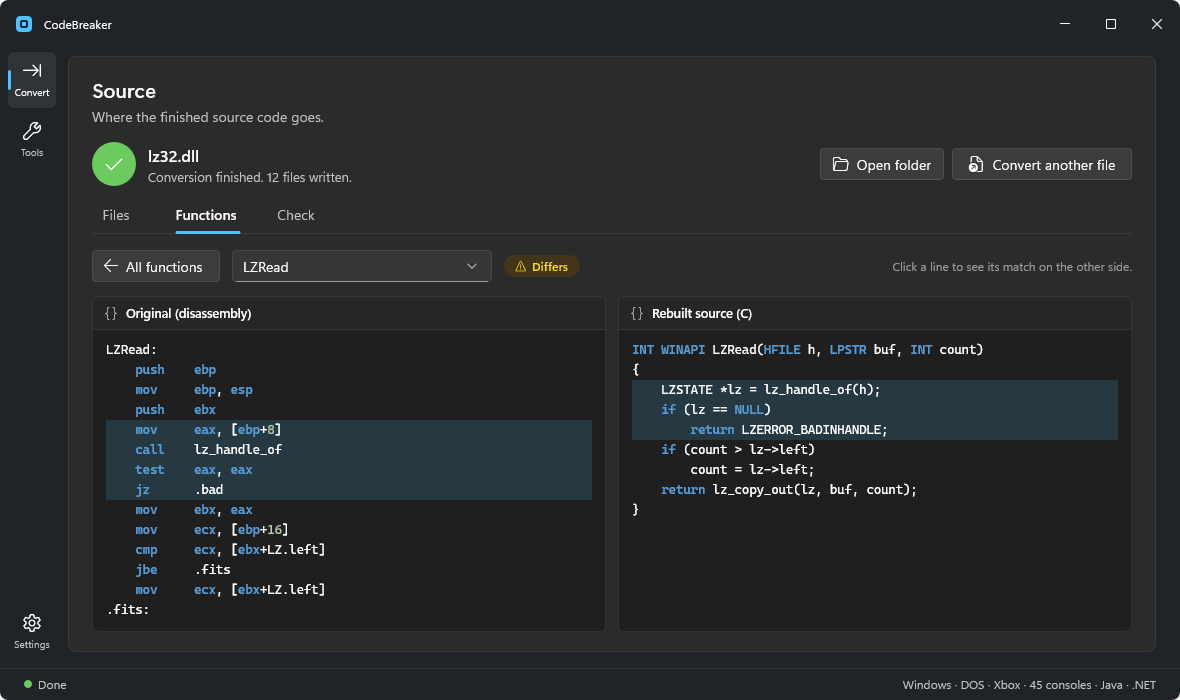 CodeBreaker
Convert
Tools
Settings
Source
Where the finished source code goes.
lz32.dll
Conversion finished. 12 files written.
Open folder
Convert another file
Files
Functions
Check
All functions
LZRead
Differs
Click a line to see its match on the other side.
{} Original (disassembly)
LZRead:
push ebp
mov ebp, esp
push ebx
mov eax, [ebp+8]
call lz_handle_of
test eax, eax
jz .bad
mov ebx, eax
mov ecx, [ebp+16]
cmp ecx, [ebx+LZ.left]
jbe .fits
mov ecx, [ebx+LZ.left]
.fits:
{} Rebuilt source (C)
INT WINAPI LZRead(HFILE h, LPSTR buf, INT count)
{
LZSTATE *lz = lz_handle_of(h);
if (lz == NULL)
return LZERROR_BADINHANDLE;
if (count > lz->left)
count = lz->left;
return lz_copy_out(lz, buf, count);
}
Done
Windows · DOS · Xbox · 45 consoles · Java · .NET